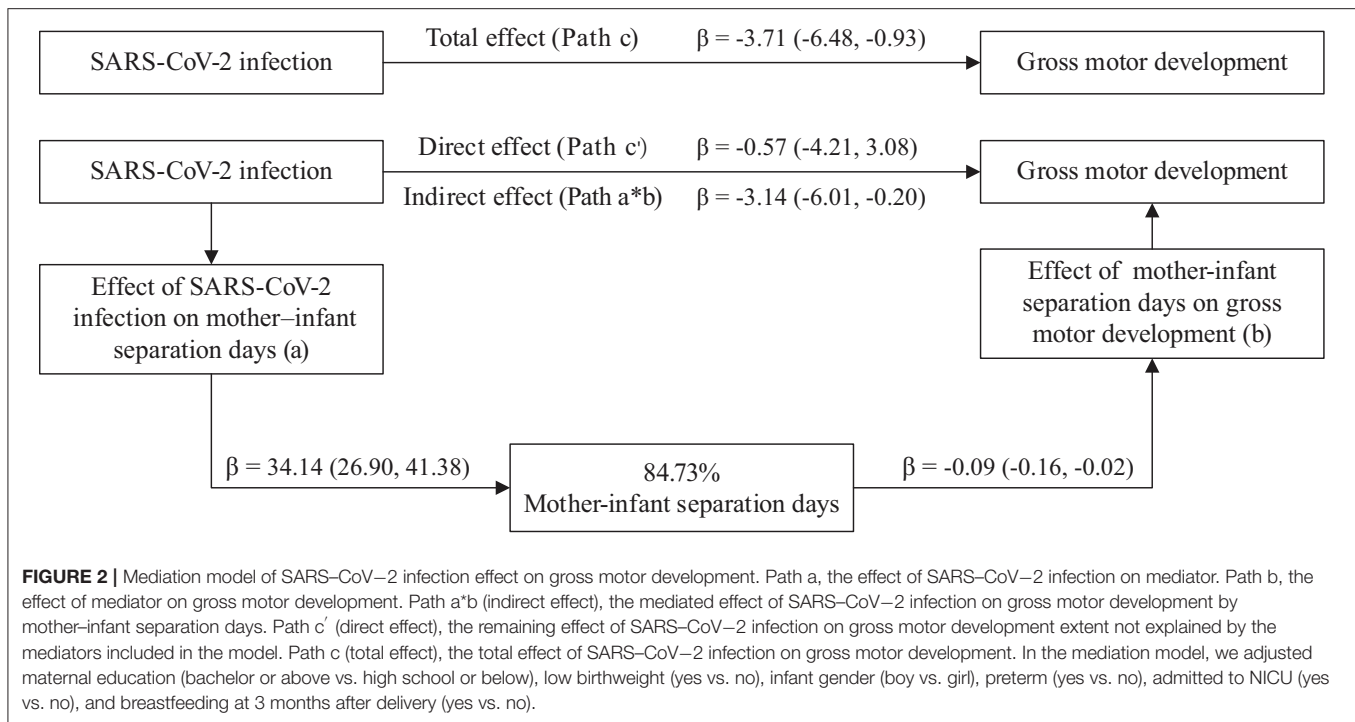 Total effect (Path c) β = -3.71 (-6.48, -0.93)
SARS-CoV-2 infection
Gross motor development
Direct effect (Path c') β = -0.57 (-4.21, 3.08)
SARS-CoV-2 infection
Gross motor development
Indirect effect (Path a*b) β = -3.14 (-6.01, -0.20)
Effect of SARS-CoV-2
infection on mother–infant
separation days (a)
Effect of mother-infant
separation days on gross
motor development (b)
β = 34.14 (26.90, 41.38)
84.73%
Mother-infant separation days
β = -0.09 (-0.16, -0.02)
FIGURE 2 | Mediation model of SARS–CoV−2 infection effect on gross motor development. Path a, the effect of SARS–CoV−2 infection on mediator. Path b, the
effect of mediator on gross motor development. Path a*b (indirect effect), the mediated effect of SARS–CoV−2 infection on gross motor development by
mother–infant separation days. Path c′ (direct effect), the remaining effect of SARS–CoV−2 infection on gross motor development extent not explained by the
mediators included in the model. Path c (total effect), the total effect of SARS–CoV−2 infection on gross motor development. In the mediation model, we adjusted
maternal education (bachelor or above vs. high school or below), low birthweight (yes vs. no), infant gender (boy vs. girl), preterm (yes vs. no), admitted to NICU (yes
vs. no), and breastfeeding at 3 months after delivery (yes vs. no).